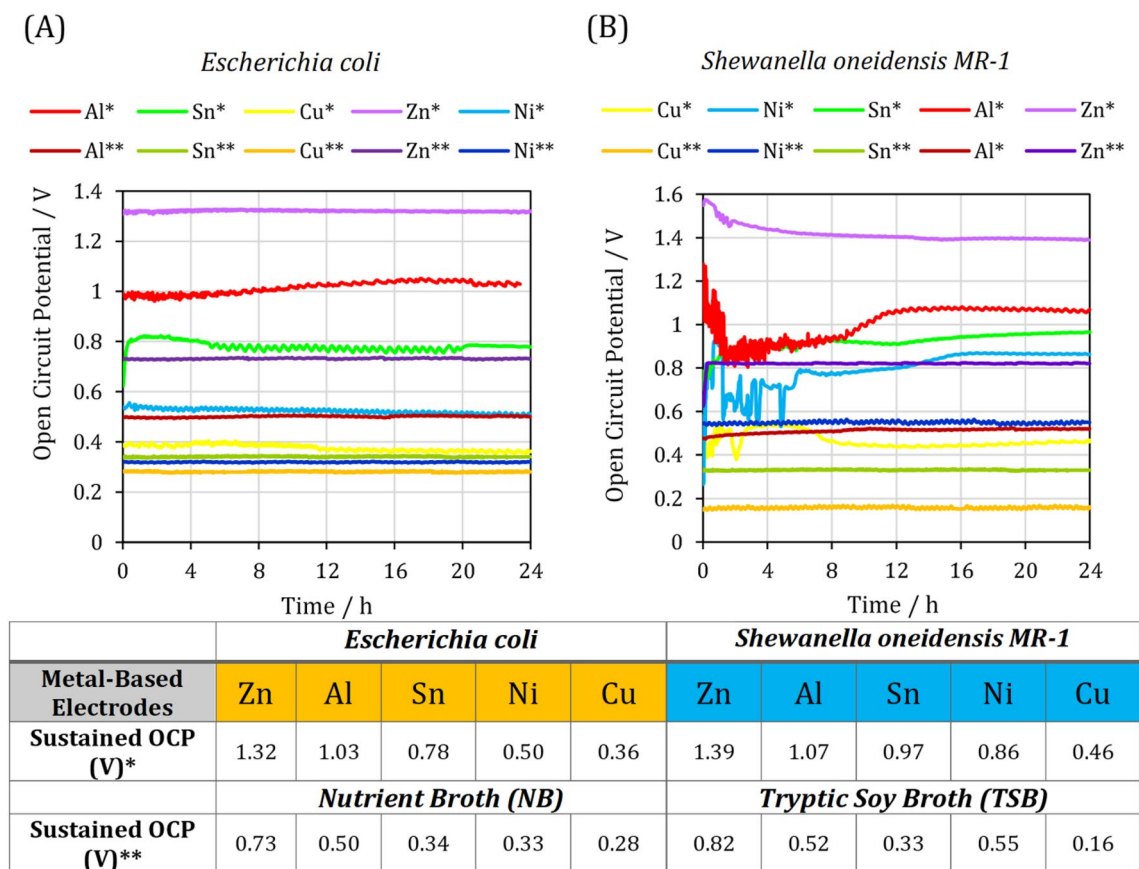 (A)
Escherichia coli
Al* Sn* Cu* Zn* Ni*
Al** Sn** Cu** Zn** Ni**
Open Circuit Potential / V
1.4
1.2
1
0.8
0.6
0.4
0.2
0
0 4 8 12 16 20 24
Time / h
(B)
Shewanella oneidensis MR-1
Cu* Ni* Sn* Al* Zn*
Cu** Ni** Sn** Al* Zn**
Open Circuit Potential / V
1.6
1.4
1.2
1
0.8
0.6
0.4
0.2
0
0 4 8 12 16 20 24
Time / h
Escherichia coli Shewanella oneidensis MR-1
Metal-Based
Electrodes
Zn Al Sn Ni Cu Zn Al Sn Ni Cu
Sustained OCP
(V)*
1.32 1.03 0.78 0.50 0.36 1.39 1.07 0.97 0.86 0.46
Nutrient Broth (NB) Tryptic Soy Broth (TSB)
Sustained OCP
(V)**
0.73 0.50 0.34 0.33 0.28 0.82 0.52 0.33 0.55 0.16